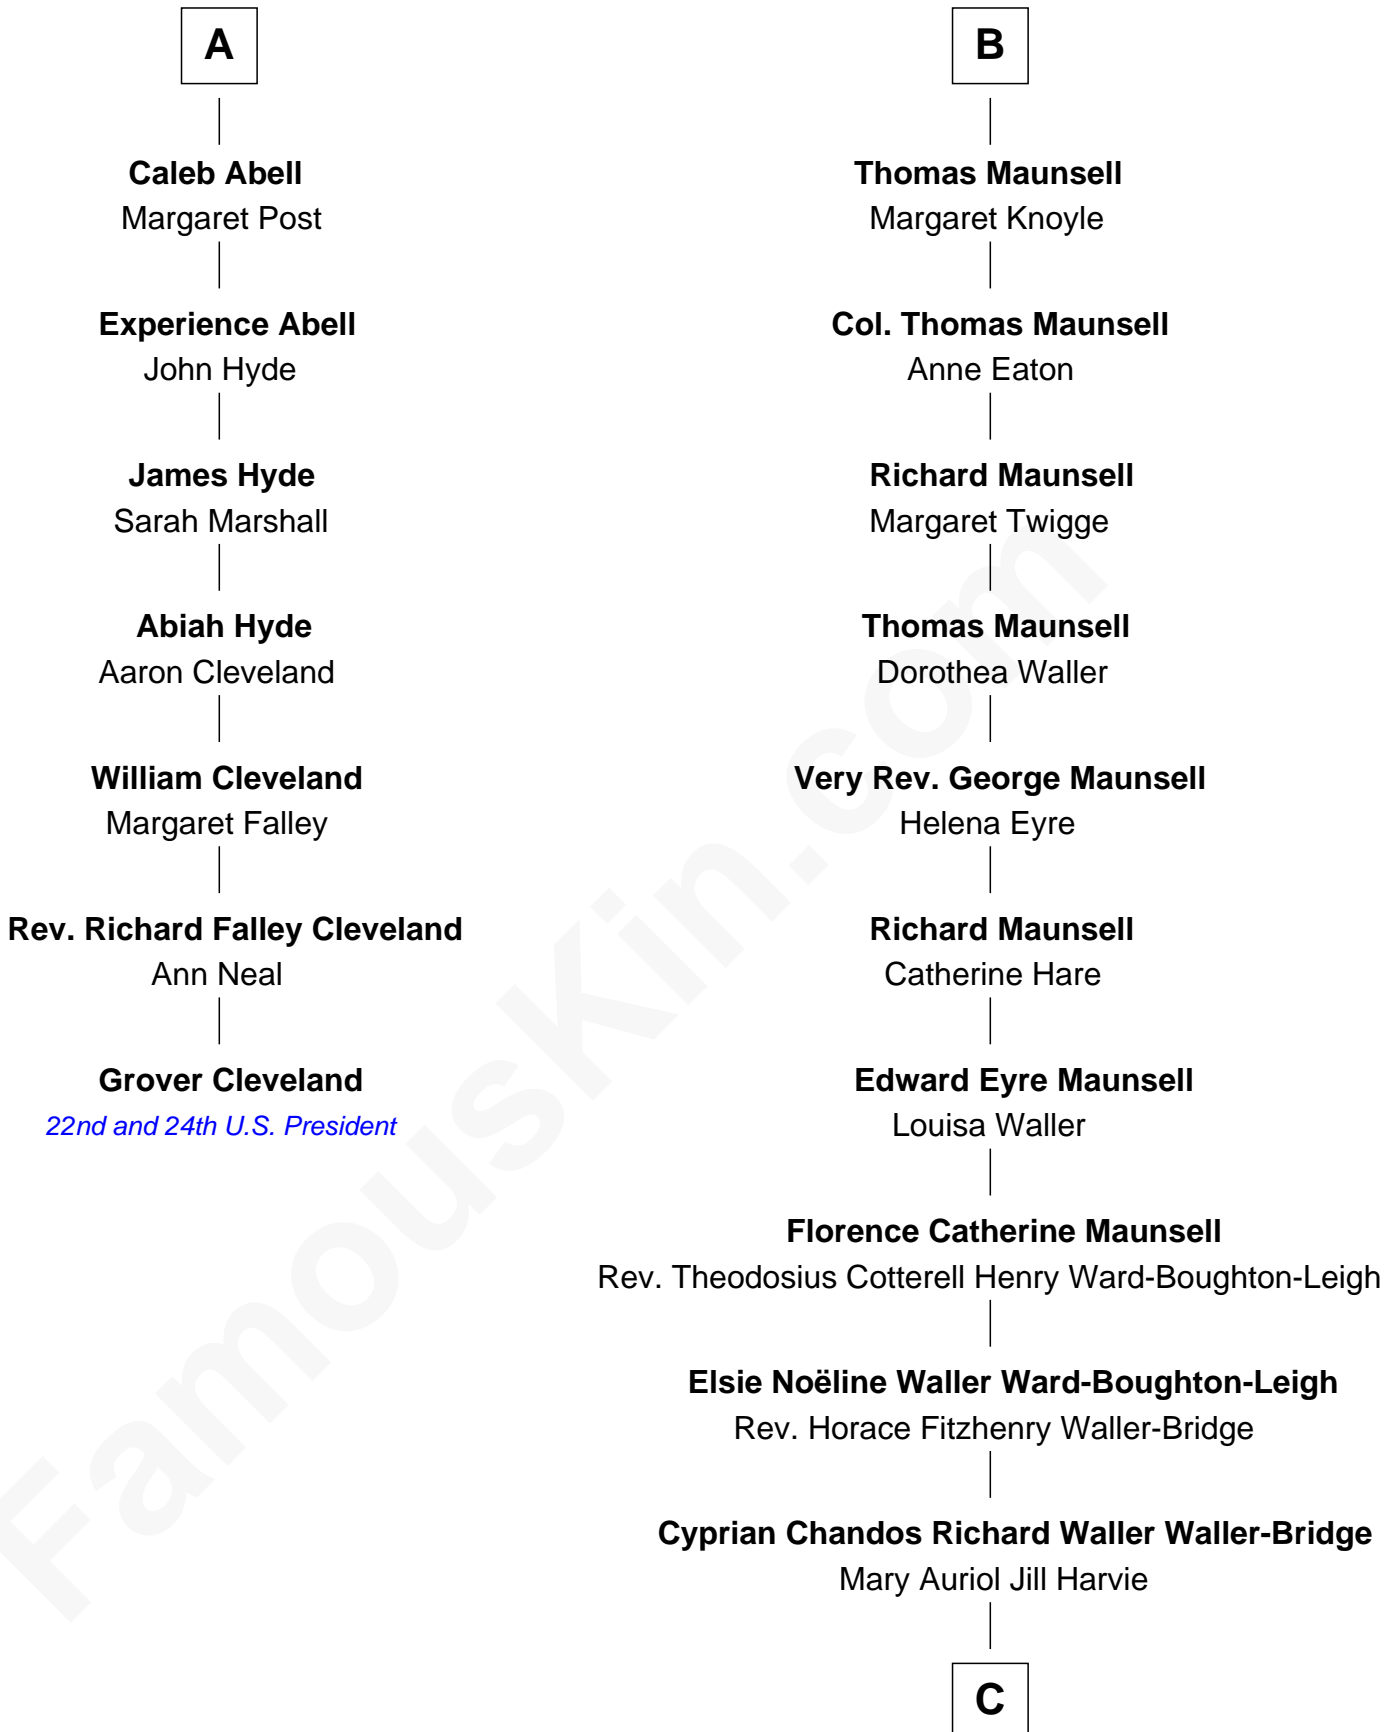 A
Caleb Abell
Margaret Post
Experience Abell
John Hyde
James Hyde
Sarah Marshall
Abiah Hyde
Aaron Cleveland
William Cleveland
Margaret Falley
Rev. Richard Falley Cleveland
Ann Neal
Grover Cleveland
22nd and 24th U.S. President
B
Thomas Maunsell
Margaret Knoyle
Col. Thomas Maunsell
Anne Eaton
Richard Maunsell
Margaret Twigge
Thomas Maunsell
Dorothea Waller
Very Rev. George Maunsell
Helena Eyre
Richard Maunsell
Catherine Hare
Edward Eyre Maunsell
Louisa Waller
Florence Catherine Maunsell
Rev. Theodosius Cotterell Henry Ward-Boughton-Leigh
Elsie Noëline Waller Ward-Boughton-Leigh
Rev. Horace Fitzhenry Waller-Bridge
Cyprian Chandos Richard Waller Waller-Bridge
Mary Auriol Jill Harvie
C
FamousKin.com